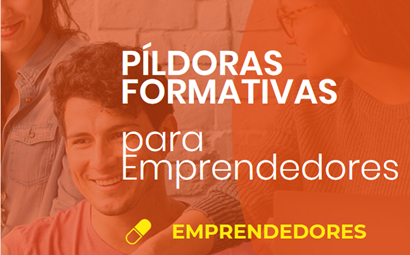 PÍLDORAS
FORMATIVAS
para
Emprendedores
EMPRENDEDORES